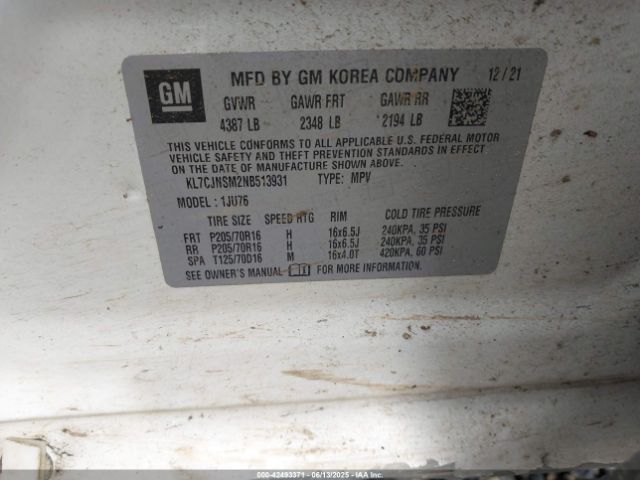 GM
MFD BY GM KOREA COMPANY 12/21
GVWR GAWR FRT GAWR RR
4387 LB 2348 LB 2194 LB
THIS VEHICLE CONFORMS TO ALL APPLICABLE U.S. FEDERAL MOTOR
VEHICLE SAFETY AND THEFT PREVENTION STANDARDS IN EFFECT
ON THE DATE OF MANUFACTURE SHOWN ABOVE.
KL7CJNSM2NB513931 TYPE: MPV
MODEL: 1JU76
TIRE SIZE SPEED RTG RIM COLD TIRE PRESSURE
FRT P205/70R16 H 16x6.5J 240KPA, 35 PSI
RR P205/70R16 H 16x6.5J 240KPA, 35 PSI
SPA T125/70D16 M 16x4.0T 420KPA, 60 PSI
SEE OWNER'S MANUAL FOR MORE INFORMATION.
000-42493371 - 06/13/2025 - IAA Inc.